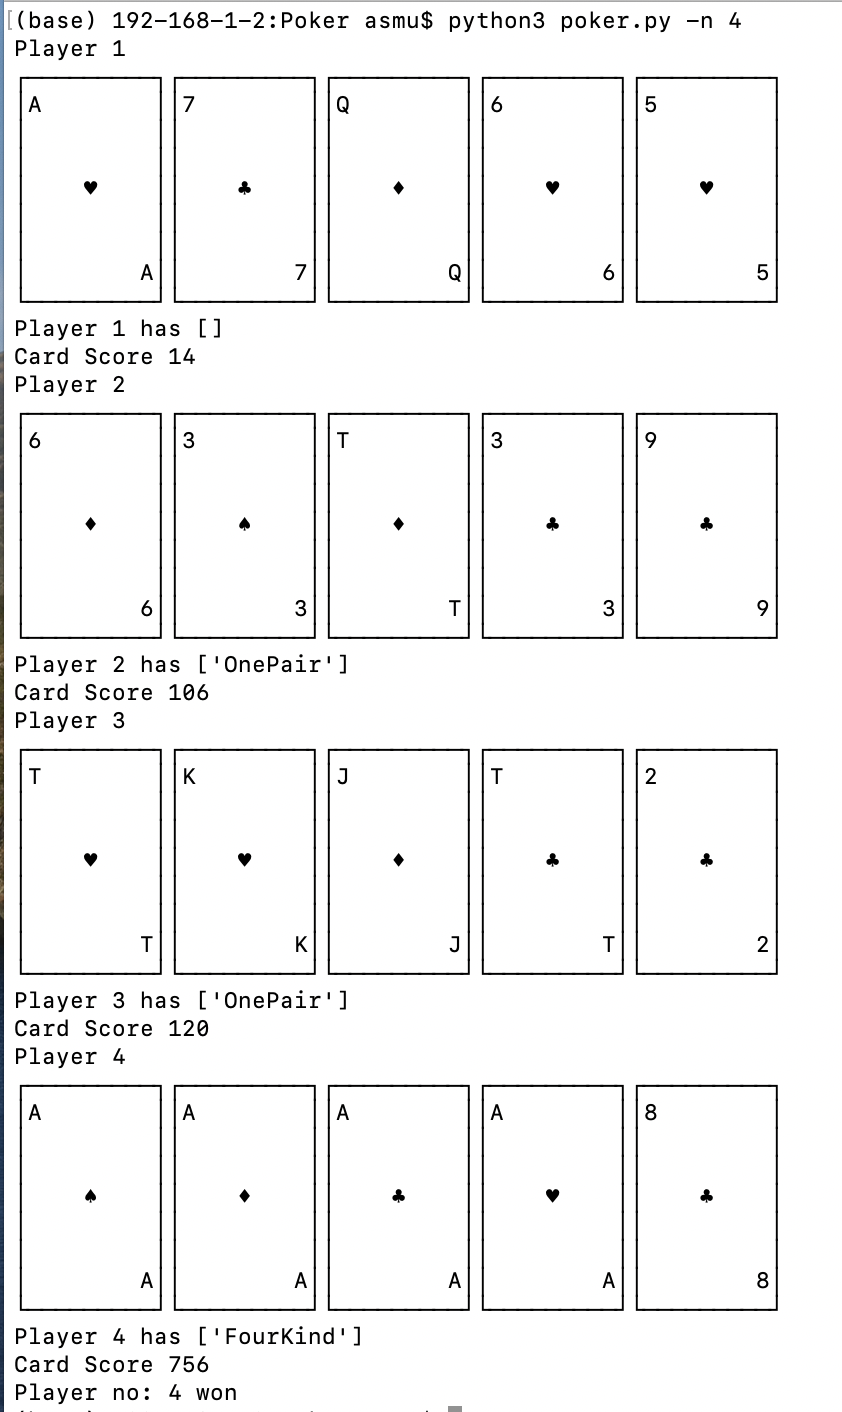 (base) 192-168-1-2:Poker asmu$ python3 poker.py -n 4
Player 1
A 7 Q 6 5
♥ ♣ ♦ ♥ ♥
A 7 Q 6 5
Player 1 has []
Card Score 14
Player 2
6 3 T 3 9
♦ ♠ ♦ ♣ ♣
6 3 T 3 9
Player 2 has ['OnePair']
Card Score 106
Player 3
T K J T 2
♥ ♥ ♦ ♣ ♣
T K J T 2
Player 3 has ['OnePair']
Card Score 120
Player 4
A A A A 8
♠ ♦ ♣ ♥ ♣
A A A A 8
Player 4 has ['FourKind']
Card Score 756
Player no: 4 won